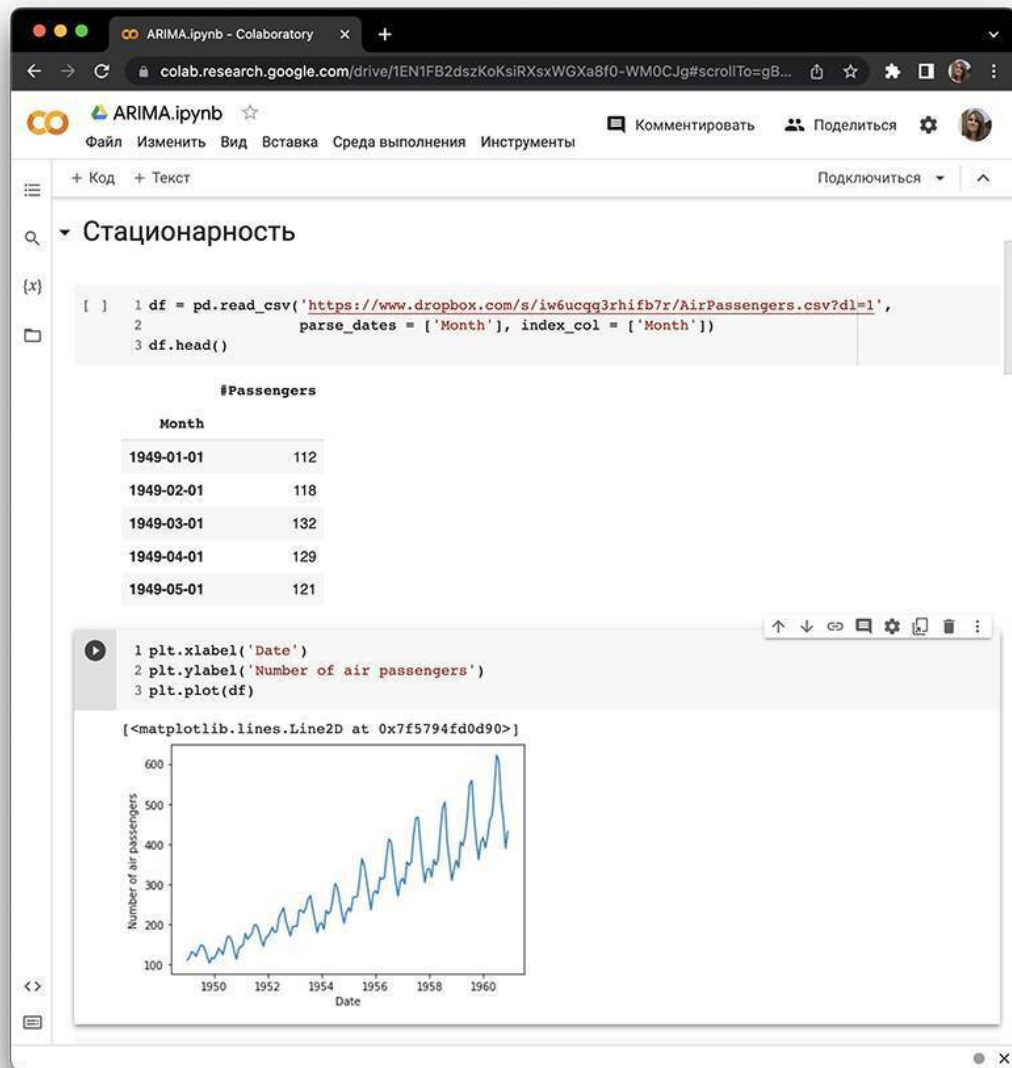 ARIMA.ipynb - Colaboratory
colab.research.google.com/drive/1EN1FB2dszKoKsiRXsxWGXa8f0-WM0CJg#scrollTo=gB...
ARIMA.ipynb
Комментировать Поделиться
Файл Изменить Вид Вставка Среда выполнения Инструменты
+ Код + Текст Подключиться
Стационарность
{x}
[ ] 1 df = pd.read_csv('https://www.dropbox.com/s/iw6ucqq3rhifb7r/AirPassengers.csv?dl=1',
2 parse_dates = ['Month'], index_col = ['Month'])
3 df.head()
#Passengers
Month
1949-01-01 112
1949-02-01 118
1949-03-01 132
1949-04-01 129
1949-05-01 121
1 plt.xlabel('Date')
2 plt.ylabel('Number of air passengers')
3 plt.plot(df)
[<matplotlib.lines.Line2D at 0x7f5794fd0d90>]
Number of air passengers
600
500
400
300
200
100
1950 1952 1954 1956 1958 1960
Date